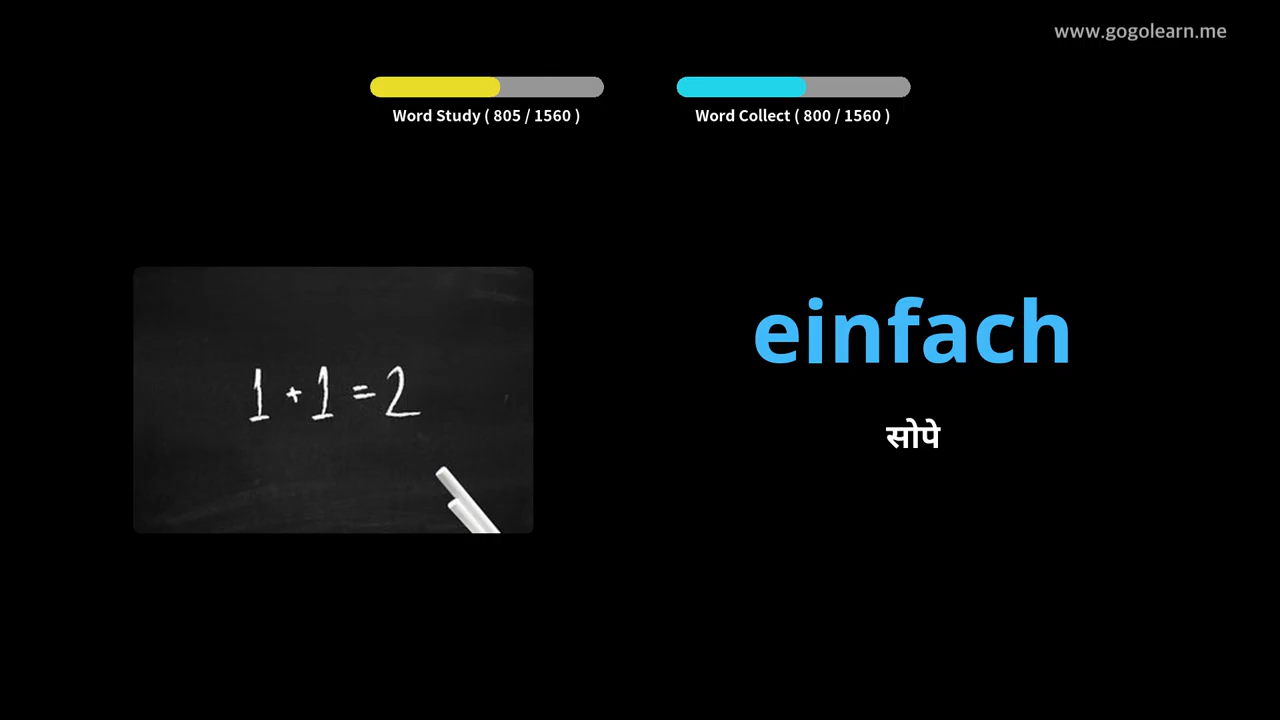 www.gogolearn.me
Word Study ( 805 / 1560 )
Word Collect ( 800 / 1560 )
1 + 1 = 2
einfach
सोपे